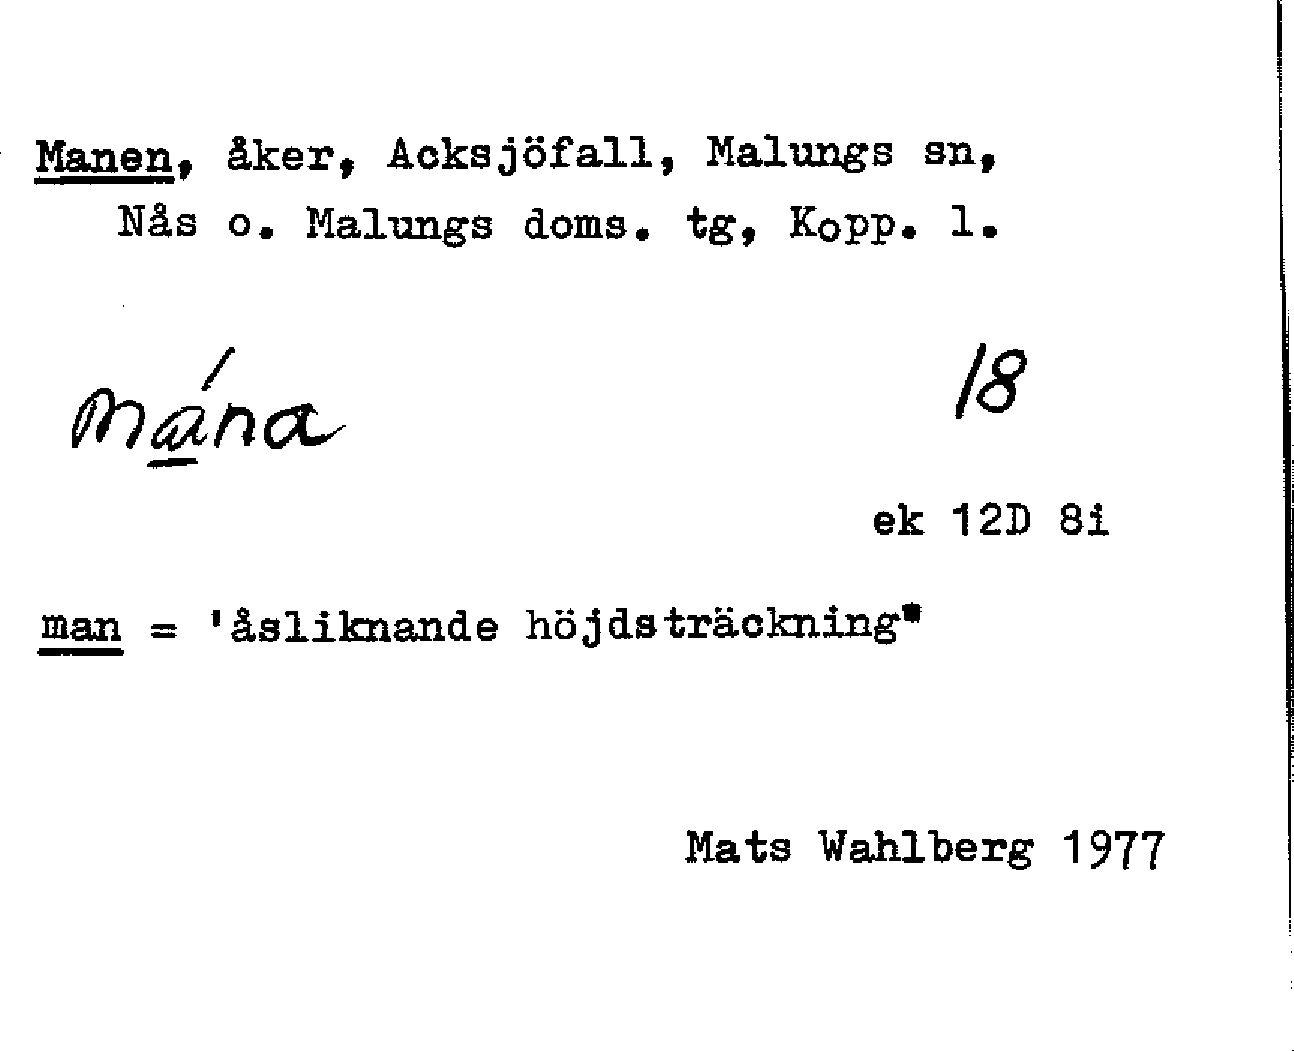 Manen, åker, Acksjöfall, Malungs sn,
Nås o. Malungs doms. tg, Kopp. l.
mána
18
ek 12D 8i
man = 'åsliknande höjdsträckning'
Mats Wahlberg 1977